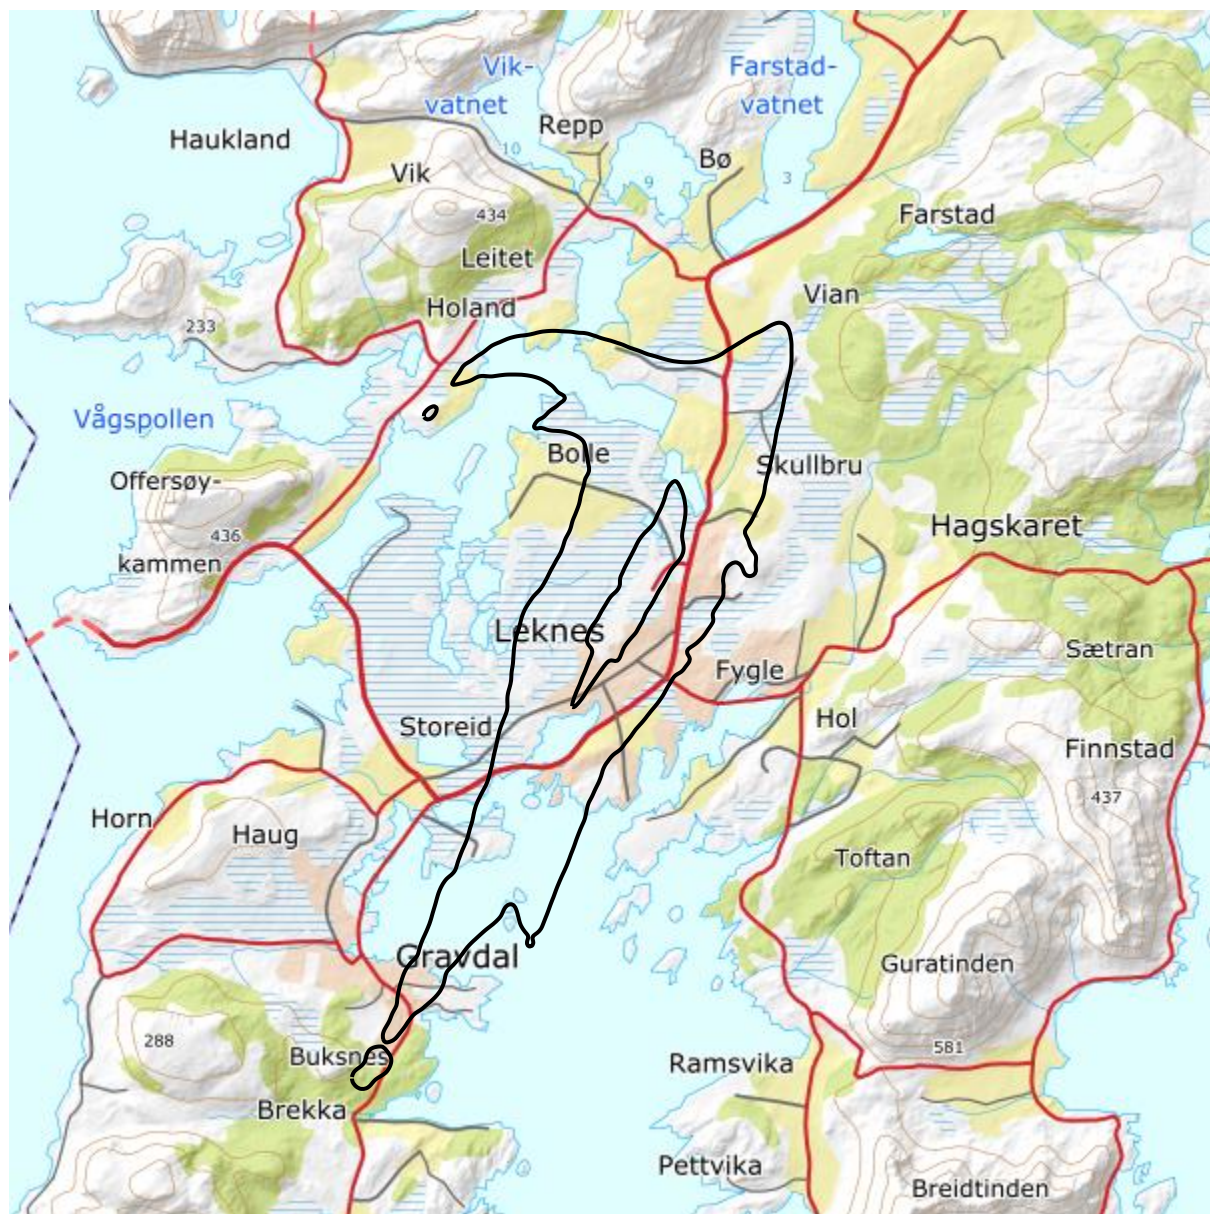 Vik-
vatnet
Farstad-
vatnet
Haukland
Repp
10
Bø
Vik
9
3
434
Farstad
Leitet
Vian
Holand
233
Vågspollen
Bolle
Skullbru
Offersøy-
kammen
436
Hagskaret
Leknes
Sætran
Fygle
Storeid
Hol
Finnstad
437
Horn
Haug
Toftan
Gravdal
Guratinden
288
581
Buksnes
Ramsvika
Brekka
Pettvika
Breidtinden